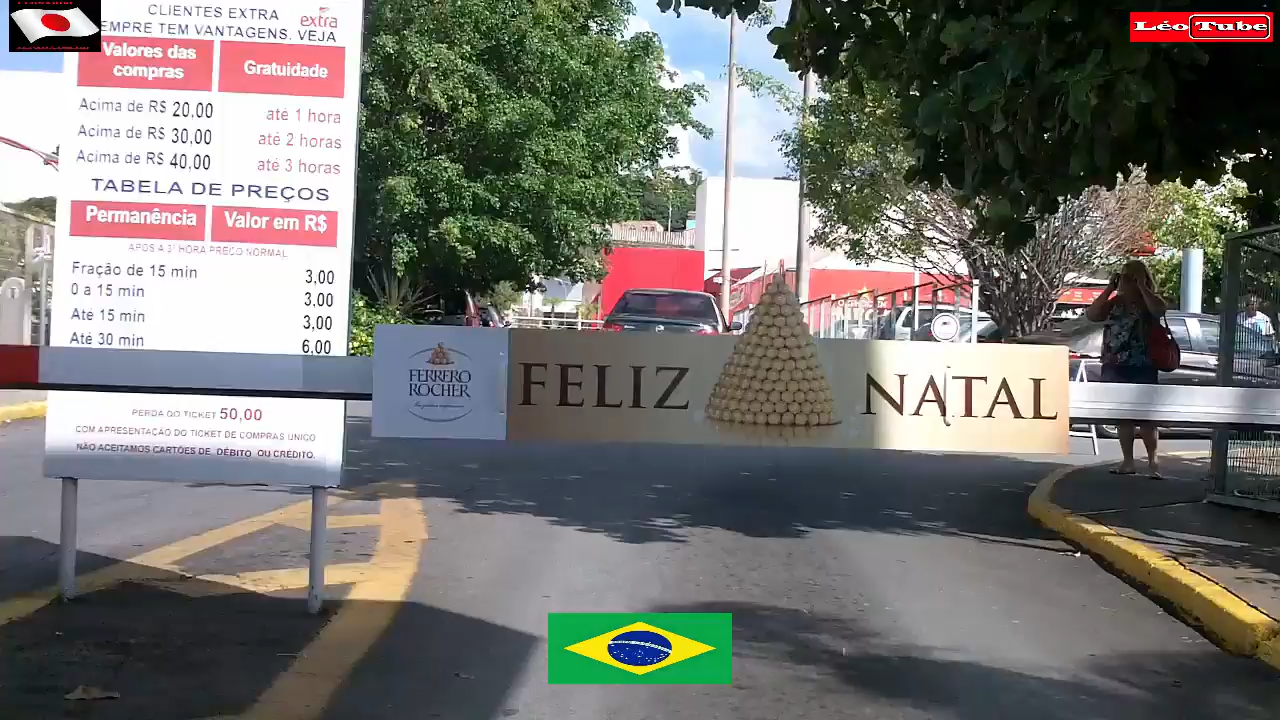 CLIENTES EXTRA
EMPRE TEM VANTAGENS. VEJA
extra
Valores das compras Gratuidade
Acima de R$ 20,00 até 1 hora
Acima de R$ 30,00 até 2 horas
Acima de R$ 40,00 até 3 horas
TABELA DE PREÇOS
Permanência Valor em R$
APÓS A 3ª HORA PREÇO NORMAL
Fração de 15 min 3,00
0 a 15 min 3,00
Até 15 min 3,00
Até 30 min 6,00
PERDA DO TICKET 50,00
COM APRESENTAÇÃO DO TICKET DE COMPRAS ÚNICO
NÃO ACEITAMOS CARTÕES DE DÉBITO OU CRÉDITO.
FERRERO
ROCHER
FELIZ NATAL
Léo Tube